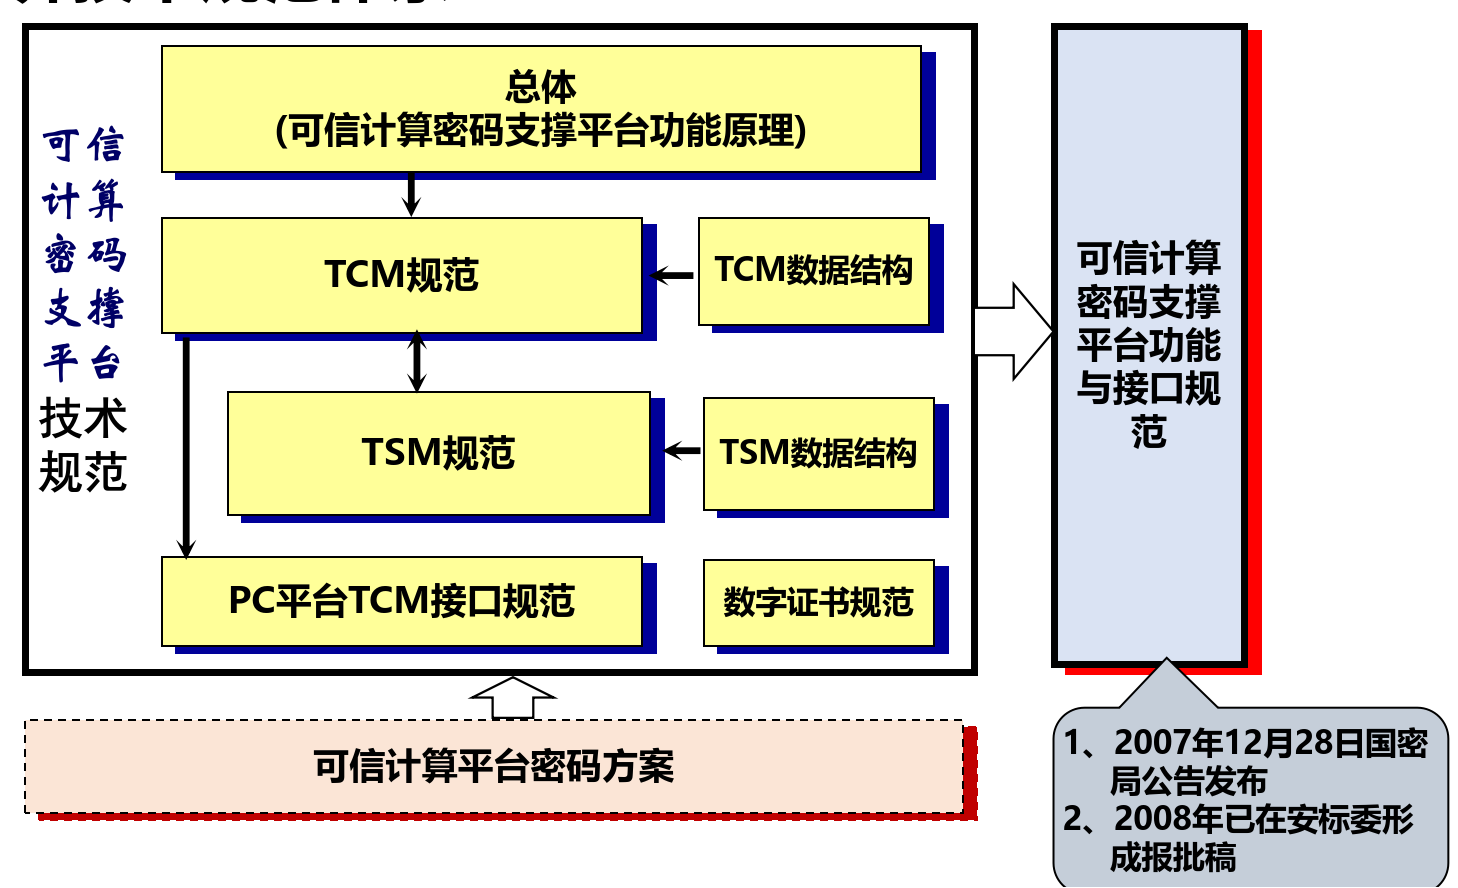 总体
(可信计算密码支撑平台功能原理)
可信
计算
密码
支撑
平台
技术
规范
TCM规范
TCM数据结构
TSM规范
TSM数据结构
PC平台TCM接口规范
数字证书规范
可信计算
密码支撑
平台功能
与接口规
范
可信计算平台密码方案
1、2007年12月28日国密
局公告发布
2、2008年已在安标委形
成报批稿